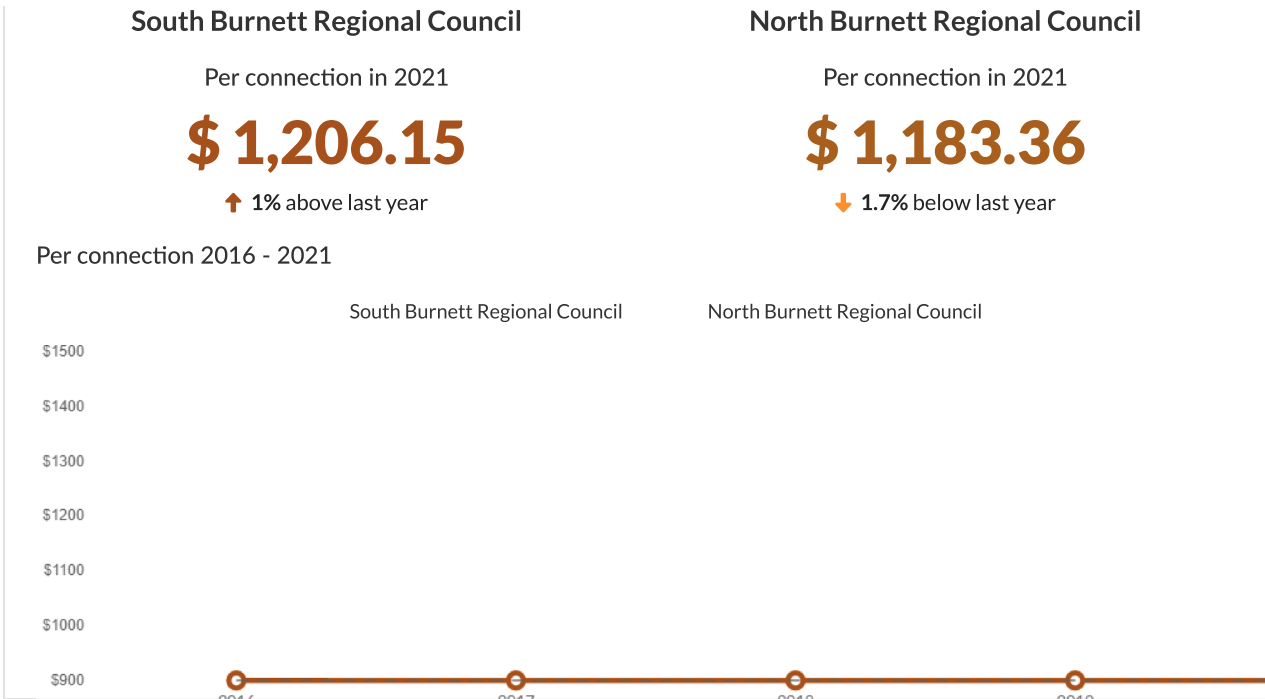 South Burnett Regional Council
North Burnett Regional Council
Per connection in 2021
Per connection in 2021
$ 1,206.15
$ 1,183.36
1% above last year
1.7% below last year
Per connection 2016 - 2021
South Burnett Regional Council
North Burnett Regional Council
$1500
$1400
$1300
$1200
$1100
$1000
$900